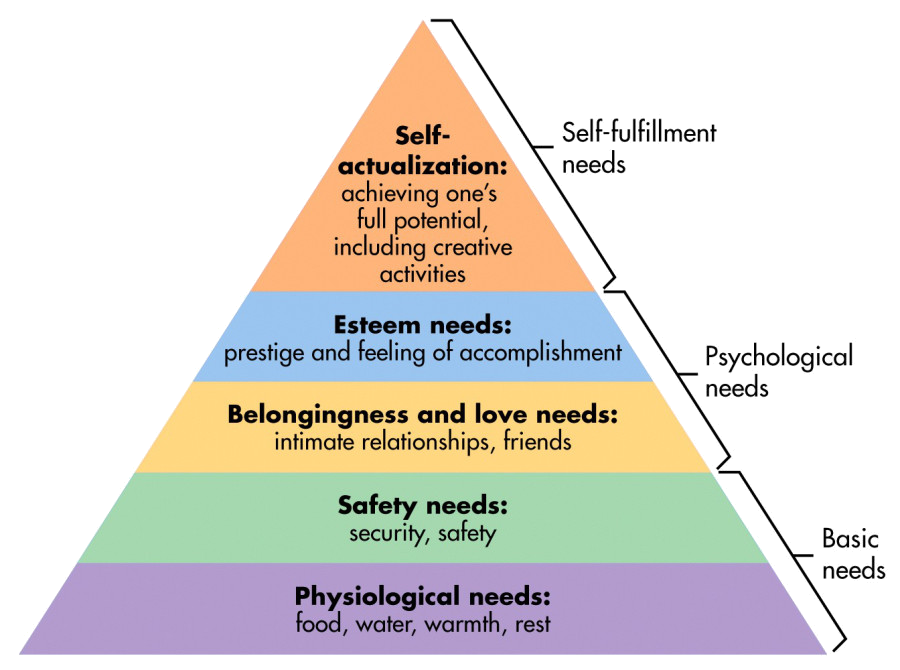 Self-
actualization:
achieving one's
full potential,
including creative
activities
Self-fulfillment
needs
Esteem needs:
prestige and feeling of accomplishment
Psychological
needs
Belongingness and love needs:
intimate relationships, friends
Safety needs:
security, safety
Basic
needs
Physiological needs:
food, water, warmth, rest